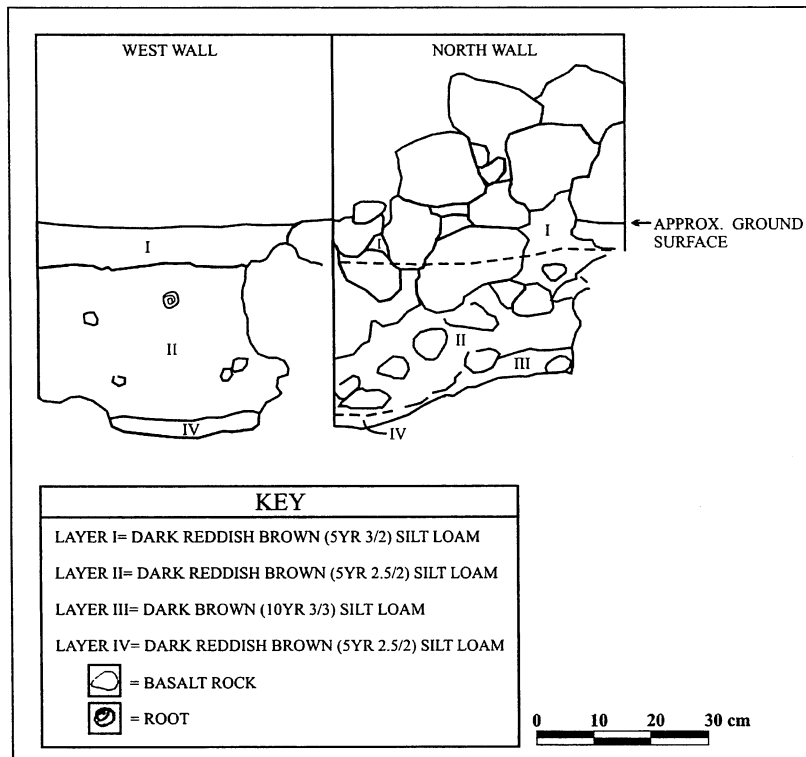 WEST WALL
NORTH WALL
I
I
I
← APPROX. GROUND
SURFACE
II
II
III
IV
IV
KEY
LAYER I= DARK REDDISH BROWN (5YR 3/2) SILT LOAM
LAYER II= DARK REDDISH BROWN (5YR 2.5/2) SILT LOAM
LAYER III= DARK BROWN (10YR 3/3) SILT LOAM
LAYER IV= DARK REDDISH BROWN (5YR 2.5/2) SILT LOAM
= BASALT ROCK
= ROOT
0 10 20 30 cm